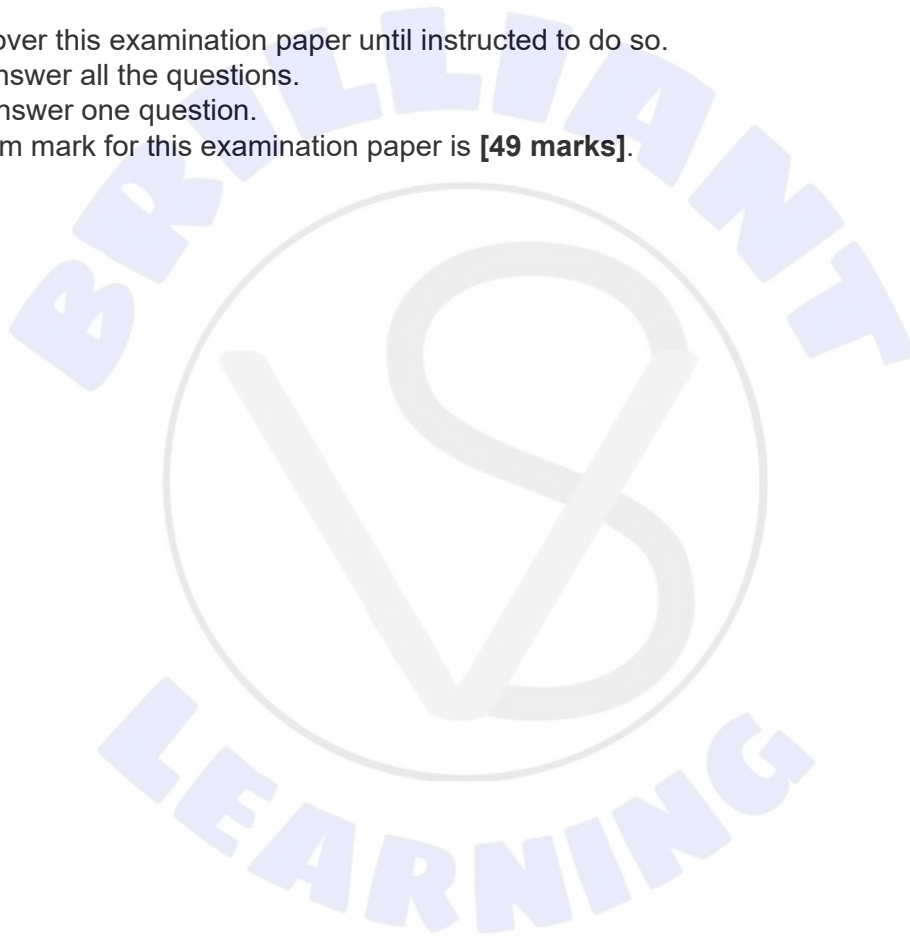 over this examination paper until instructed to do so.
nswer all the questions.
nswer one question.
m mark for this examination paper is [49 marks].
BRILLIANT
VS
LEARNING